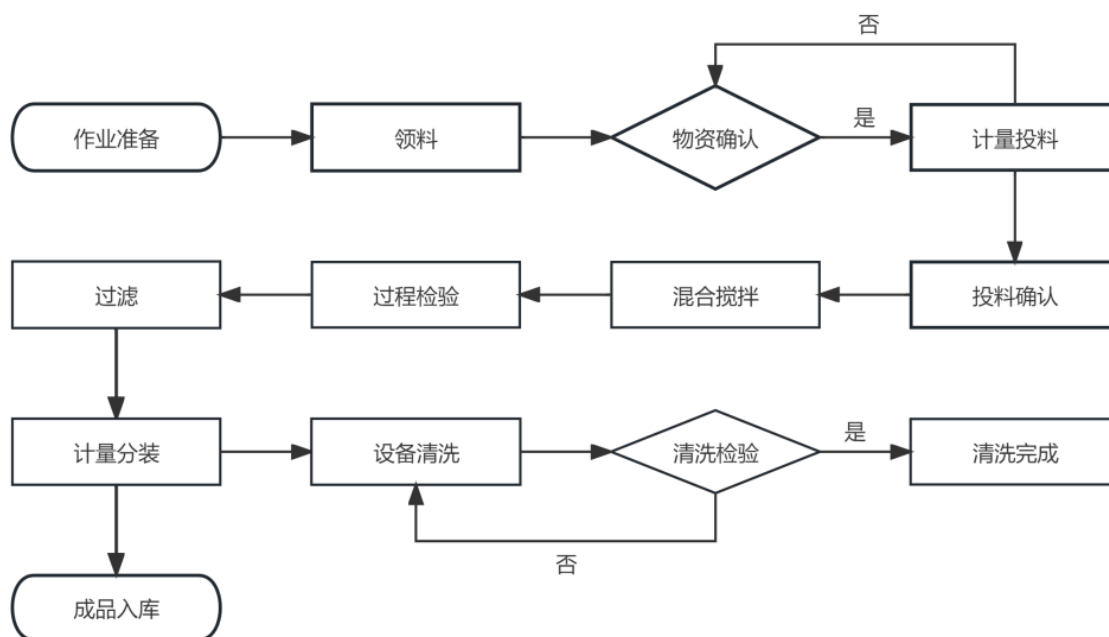 否
作业准备
领料
物资确认
是
计量投料
过滤
过程检验
混合搅拌
投料确认
计量分装
设备清洗
清洗检验
是
清洗完成
否
成品入库